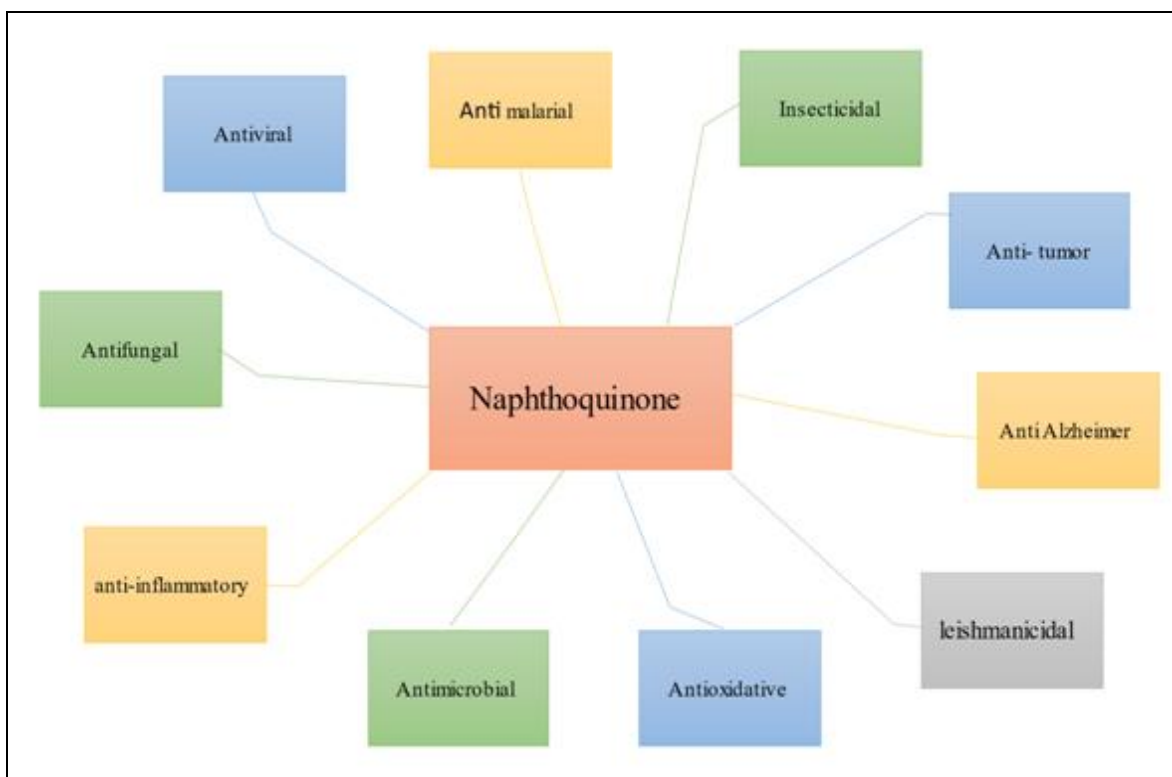 Antiviral
Anti malarial
Insecticidal
Anti- tumor
Antifungal
Naphthoquinone
Anti Alzheimer
anti-inflammatory
leishmanicidal
Antimicrobial
Antioxidative